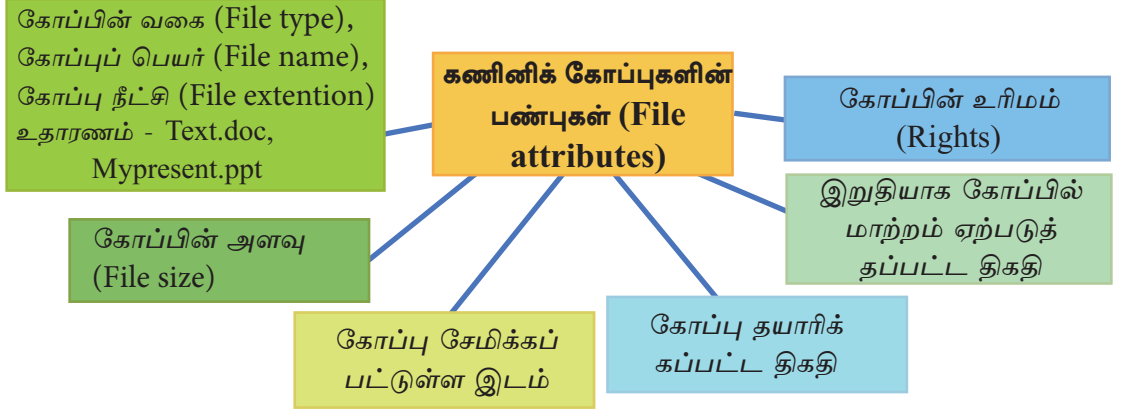 கோப்பின் வகை (File type),
கோப்புப் பெயர் (File name),
கோப்பு நீட்சி (File extention)
உதாரணம் - Text.doc,
Mypresent.ppt
கணினிக் கோப்புகளின்
பண்புகள் (File
attributes)
கோப்பின் உரிமம்
(Rights)
இறுதியாக கோப்பில்
மாற்றம் ஏற்படுத்
தப்பட்ட திகதி
கோப்பின் அளவு
(File size)
கோப்பு சேமிக்கப்
பட்டுள்ள இடம்
கோப்பு தயாரிக்
கப்பட்ட திகதி